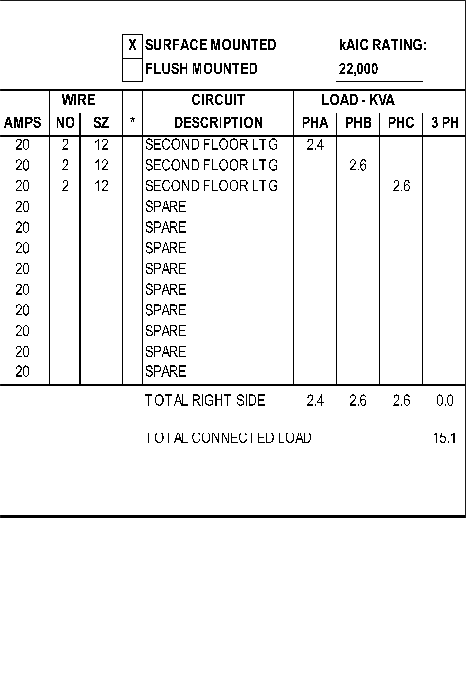 X SURFACE MOUNTED kAIC RATING:
FLUSH MOUNTED 22,000
WIRE CIRCUIT LOAD - KVA
AMPS NO SZ * DESCRIPTION PHA PHB PHC 3 PH
20 2 12 SECOND FLOOR LTG 2.4
20 2 12 SECOND FLOOR LTG 2.6
20 2 12 SECOND FLOOR LTG 2.6
20 SPARE
20 SPARE
20 SPARE
20 SPARE
20 SPARE
20 SPARE
20 SPARE
20 SPARE
20 SPARE
TOTAL RIGHT SIDE 2.4 2.6 2.6 0.0
TOTAL CONNECTED LOAD 15.1